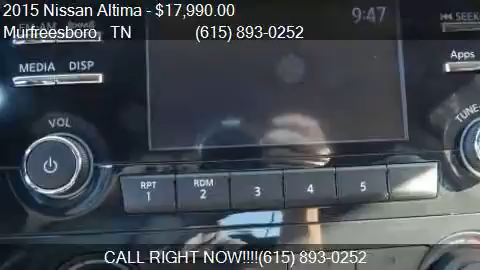 2015 Nissan Altima - $17,990.00
Murfreesboro, TN (615) 893-0252
9:47
SEEK
MEDIA DISP
Apps
VOL
TUNE
RPT
1
RDM
2
3
4
5
CALL RIGHT NOW!!!!(615) 893-0252